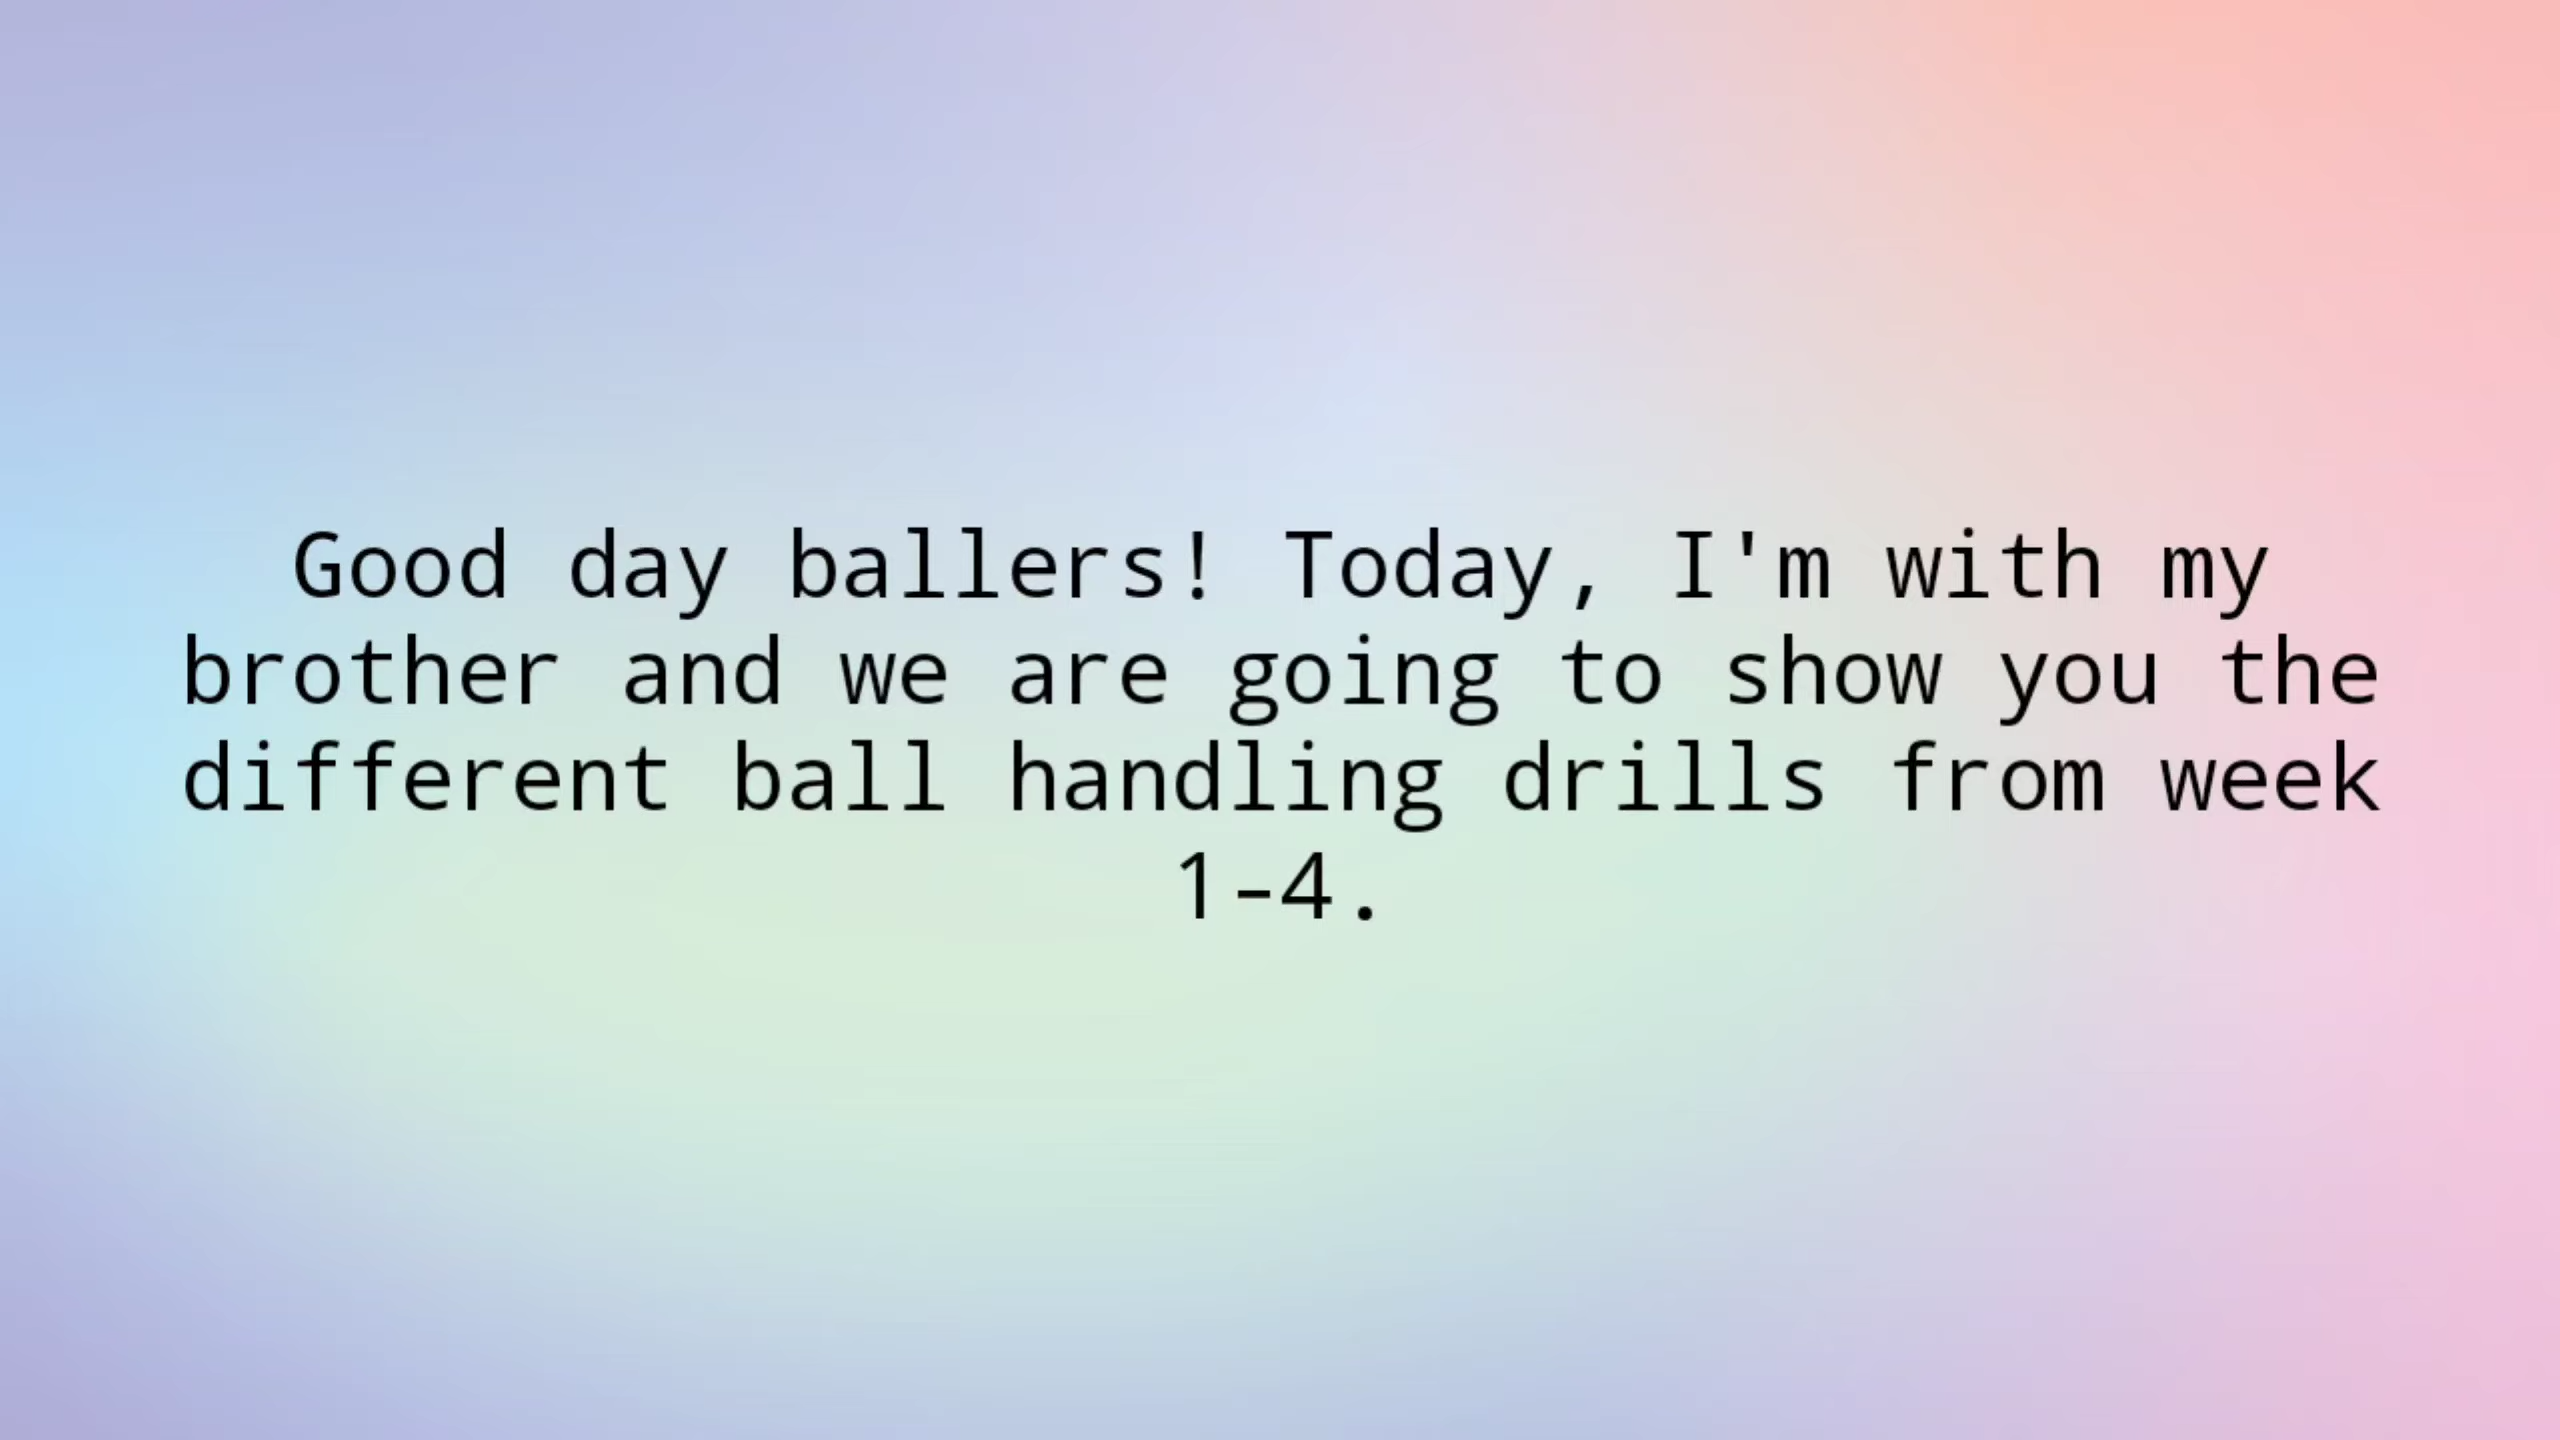 Good day ballers! Today, I'm with my
brother and we are going to show you the
different ball handling drills from week
1-4.